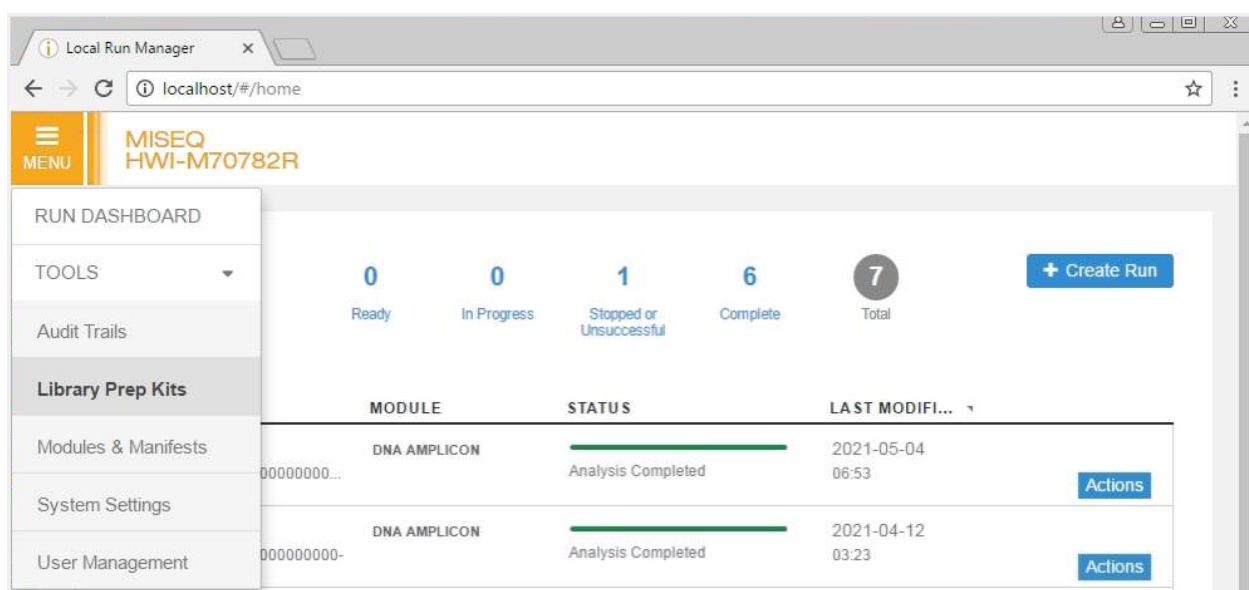 Local Run Manager
localhost/#/home
MENU
MISEQ
HWI-M70782R
RUN DASHBOARD
TOOLS
Audit Trails
Library Prep Kits
Modules & Manifests
System Settings
User Management
0
Ready
0
In Progress
1
Stopped or
Unsuccessful
6
Complete
7
Total
+ Create Run
MODULE STATUS LAST MODIFI...
DNA AMPLICON
00000000...
Analysis Completed
2021-05-04
06:53
Actions
DNA AMPLICON
000000000-
Analysis Completed
2021-04-12
03:23
Actions